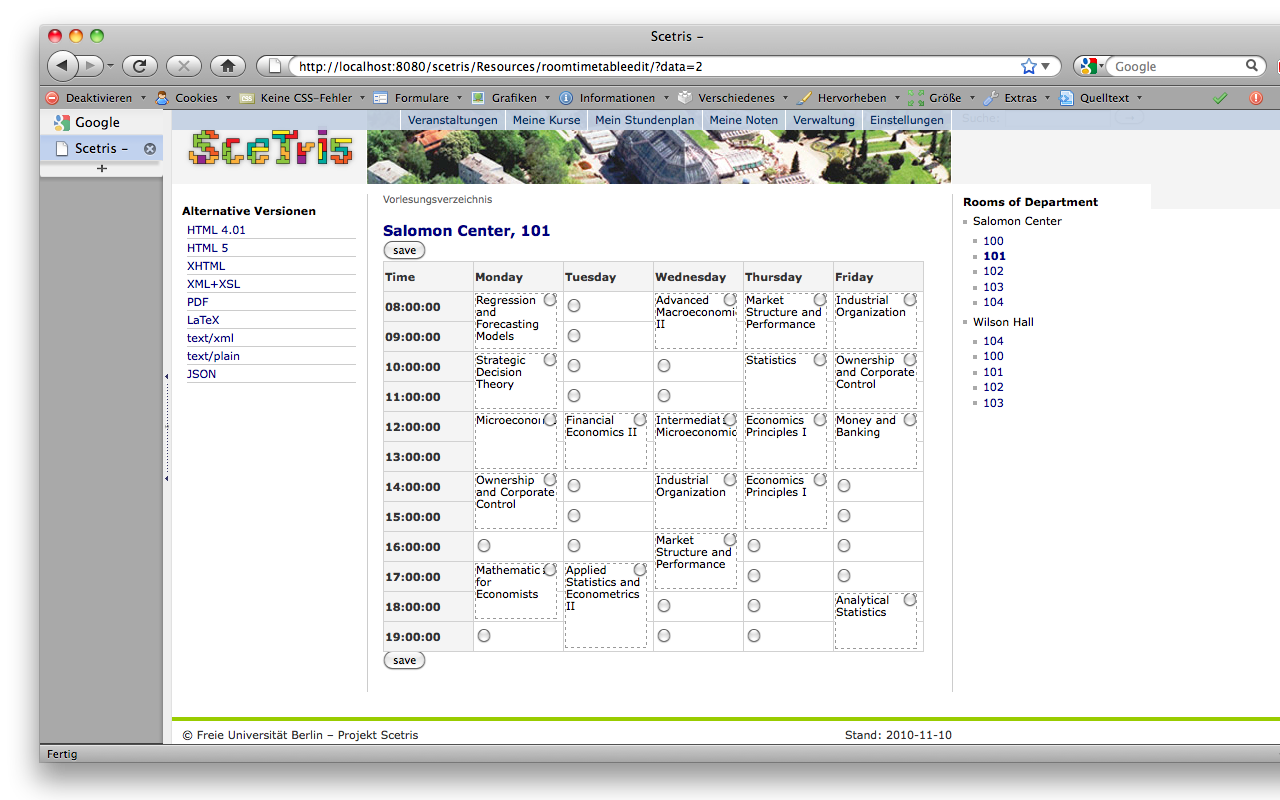 Scetris –
http://localhost:8080/scetris/Resources/roomtimetableedit/?data=2
Google
Deaktivieren Cookies Keine CSS-Fehler Formulare Grafiken Informationen Verschiedenes Hervorheben Größe Extras Quelltext
Google
Scetris –
Veranstaltungen Meine Kurse Mein Stundenplan Meine Noten Verwaltung Einstellungen
Suche:
SceTris
Alternative Versionen
HTML 4.01
HTML 5
XHTML
XML+XSL
PDF
LaTeX
text/xml
text/plain
JSON
Vorlesungsverzeichnis
Salomon Center, 101
save
Time Monday Tuesday Wednesday Thursday Friday
08:00:00
Regression
and
Forecasting
Models
Advanced
Macroeconomi
II
Market
Structure and
Performance
Industrial
Organization
09:00:00
10:00:00
Strategic
Decision
Theory
Statistics
Ownership
and Corporate
Control
11:00:00
12:00:00
Microeconom
Financial
Economics II
Intermediat
Microeconomic
Economics
Principles I
Money and
Banking
13:00:00
14:00:00
Ownership
and Corporate
Control
Industrial
Organization
Economics
Principles I
15:00:00
16:00:00
Market
Structure and
Performance
17:00:00
Mathematic
for
Economists
Applied
Statistics and
Econometrics
II
18:00:00
Analytical
Statistics
19:00:00
save
Rooms of Department
Salomon Center
100
101
102
103
104
Wilson Hall
104
100
101
102
103
© Freie Universität Berlin – Projekt Scetris
Stand: 2010-11-10
Fertig